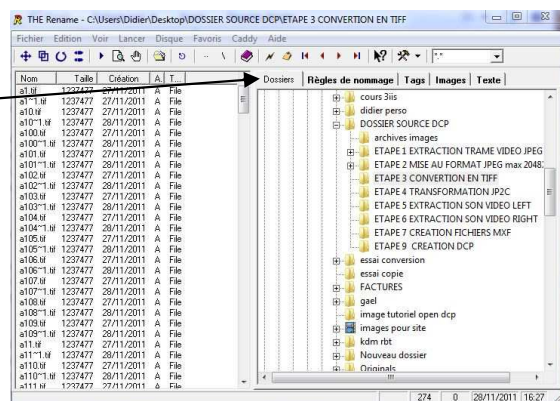 THE Rename - C:\Users\Didier\Desktop\DOSSIER SOURCE DCP\ETAPE 3 CONVERTION EN TIFF
Fichier Edition Voir Lancer Disque Favoris Caddy Aide
Nom Taille Création A. T...
a1.tif 1237477 27/11/2011 A File
a1~1.tif 1237477 28/11/2011 A File
a10.tif 1237477 27/11/2011 A File
a10~1.tif 1237477 28/11/2011 A File
a100.tif 1237477 27/11/2011 A File
a100~1.tif 1237477 28/11/2011 A File
a101.tif 1237477 27/11/2011 A File
a101~1.tif 1237477 28/11/2011 A File
a102.tif 1237477 27/11/2011 A File
a102~1.tif 1237477 28/11/2011 A File
a103.tif 1237477 27/11/2011 A File
a103~1.tif 1237477 28/11/2011 A File
a104.tif 1237477 27/11/2011 A File
a104~1.tif 1237477 28/11/2011 A File
a105.tif 1237477 27/11/2011 A File
a105~1.tif 1237477 28/11/2011 A File
a106.tif 1237477 27/11/2011 A File
a106~1.tif 1237477 28/11/2011 A File
a107.tif 1237477 27/11/2011 A File
a107~1.tif 1237477 28/11/2011 A File
a108.tif 1237477 27/11/2011 A File
a108~1.tif 1237477 28/11/2011 A File
a109.tif 1237477 27/11/2011 A File
a109~1.tif 1237477 28/11/2011 A File
a11.tif 1237477 27/11/2011 A File
a11~1.tif 1237477 28/11/2011 A File
a110.tif 1237477 27/11/2011 A File
a110~1.tif 1237477 28/11/2011 A File
a111.tif 1237477 27/11/2011 A File
*.*
Dossiers Règles de nommage Tags Images Texte
cours 3iis
didier perso
DOSSIER SOURCE DCP
archives images
ETAPE 1 EXTRACTION TRAME VIDEO JPEG
ETAPE 2 MISE AU FORMAT JPEG max 2048
ETAPE 3 CONVERTION EN TIFF
ETAPE 4 TRANSFORMATION JP2C
ETAPE 5 EXTRACTION SON VIDEO LEFT
ETAPE 6 EXTRACTION SON VIDEO RIGHT
ETAPE 7 CREATION FICHIERS MXF
ETAPE 9 CREATION DCP
essai conversion
essai copie
FACTURES
gael
image tutoriel open dcp
images pour site
kdm rbt
Nouveau dossier
Originals
274 0 28/11/2011 16:27